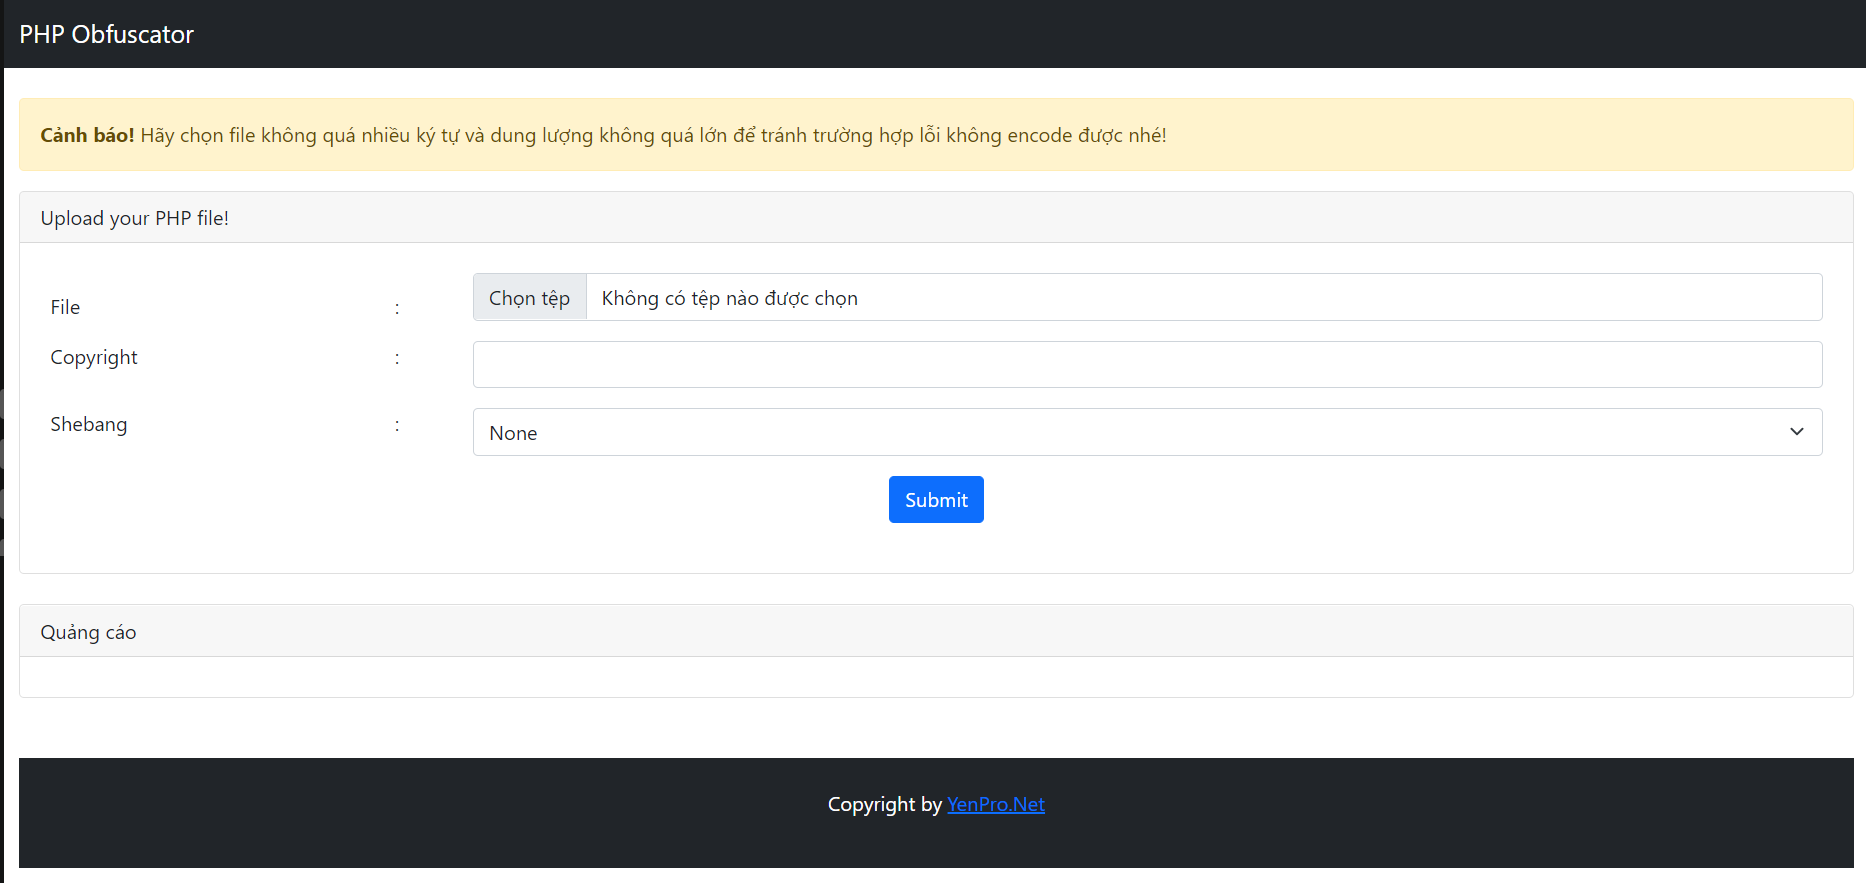 PHP Obfuscator
Cảnh báo! Hãy chọn file không quá nhiều ký tự và dung lượng không quá lớn để tránh trường hợp lỗi không encode được nhé!
Upload your PHP file!
File : Chọn tệp Không có tệp nào được chọn
Copyright :
Shebang : None
Submit
Quảng cáo
Copyright by YenPro.Net